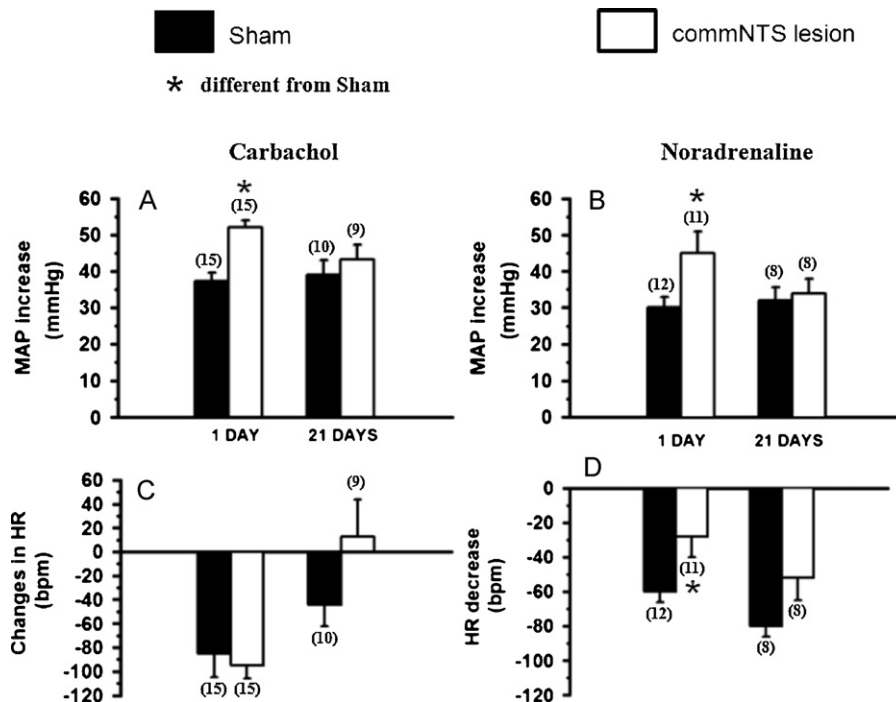 Sham
commNTS lesion
* different from Sham
Carbachol
Noradrenaline
A
MAP increase
(mmHg)
60
50
40
30
20
10
0
(15)
*
(15)
(10)
(9)
1 DAY
21 DAYS
B
MAP increase
(mmHg)
60
50
40
30
20
10
0
(12)
*
(11)
(8)
(8)
1 DAY
21 DAYS
C
Changes in HR
(bpm)
60
40
20
0
-20
-40
-60
-80
-100
-120
(15)
(15)
(10)
(9)
D
HR decrease
(bpm)
0
-20
-40
-60
-80
-100
-120
(12)
(11)
*
(8)
(8)